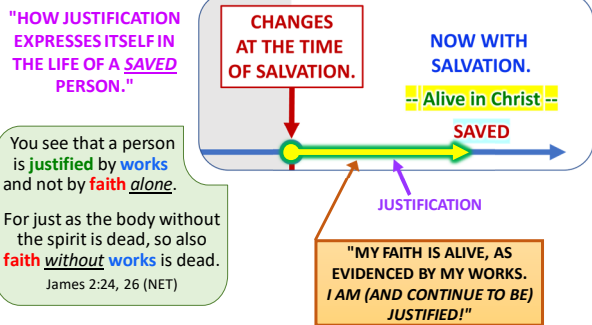 "HOW JUSTIFICATION
EXPRESSES ITSELF IN
THE LIFE OF A SAVED
PERSON."
CHANGES
AT THE TIME
OF SALVATION.
NOW WITH
SALVATION.
-- Alive in Christ --
SAVED
You see that a person
is justified by works
and not by faith alone.
For just as the body without
the spirit is dead, so also
faith without works is dead.
James 2:24, 26 (NET)
JUSTIFICATION
"MY FAITH IS ALIVE, AS
EVIDENCED BY MY WORKS.
I AM (AND CONTINUE TO BE)
JUSTIFIED!"